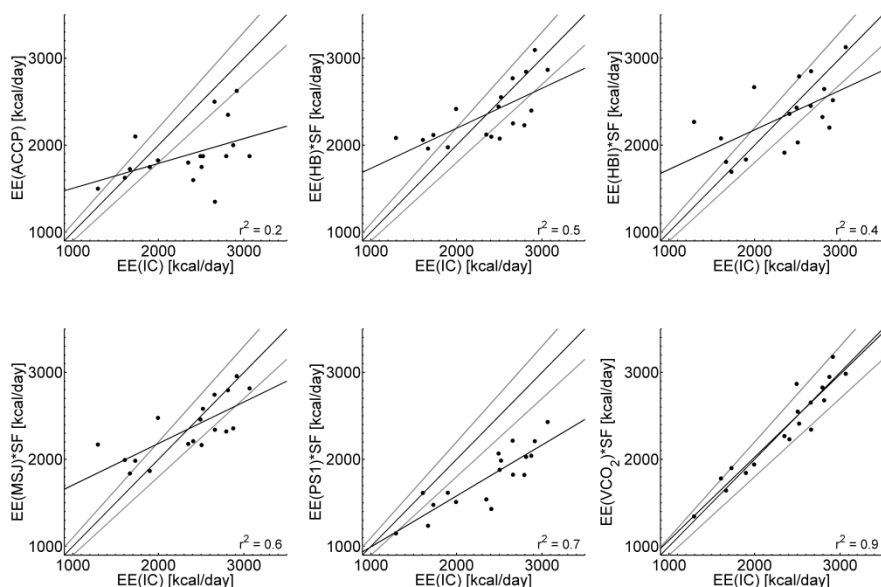 3000
2000
1000
EE(ACCP) [kcal/day]
1000 2000 3000
EE(IC) [kcal/day]
r² = 0.2
3000
2000
1000
EE(HB)*SF [kcal/day]
1000 2000 3000
EE(IC) [kcal/day]
r² = 0.5
3000
2000
1000
EE(HBI)*SF [kcal/day]
1000 2000 3000
EE(IC) [kcal/day]
r² = 0.4
3000
2000
1000
EE(MSJ)*SF [kcal/day]
1000 2000 3000
EE(IC) [kcal/day]
r² = 0.6
3000
2000
1000
EE(PS1)*SF [kcal/day]
1000 2000 3000
EE(IC) [kcal/day]
r² = 0.7
3000
2000
1000
EE(VCO₂)*SF [kcal/day]
1000 2000 3000
EE(IC) [kcal/day]
r² = 0.9